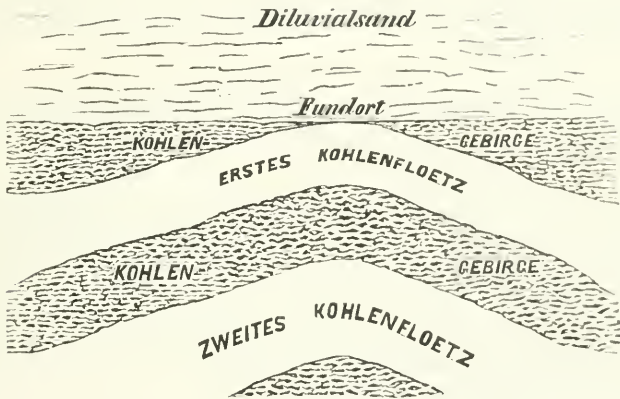 Diluvialsand
Fundort
KOHLEN- GEBIRGE
ERSTES KOHLENFLOETZ
KOHLEN- GEBIRGE
ZWEITES KOHLENFLOETZ